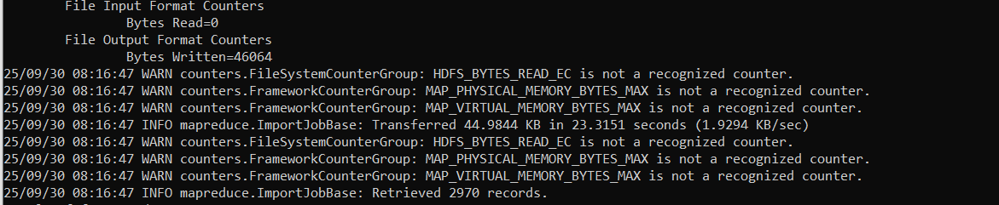 File Input Format Counters
Bytes Read=0
File Output Format Counters
Bytes Written=46064
25/09/30 08:16:47 WARN counters.FileSystemCounterGroup: HDFS_BYTES_READ_EC is not a recognized counter.
25/09/30 08:16:47 WARN counters.FrameworkCounterGroup: MAP_PHYSICAL_MEMORY_BYTES_MAX is not a recognized counter.
25/09/30 08:16:47 WARN counters.FrameworkCounterGroup: MAP_VIRTUAL_MEMORY_BYTES_MAX is not a recognized counter.
25/09/30 08:16:47 INFO mapreduce.ImportJobBase: Transferred 44.9844 KB in 23.3151 seconds (1.9294 KB/sec)
25/09/30 08:16:47 WARN counters.FileSystemCounterGroup: HDFS_BYTES_READ_EC is not a recognized counter.
25/09/30 08:16:47 WARN counters.FrameworkCounterGroup: MAP_PHYSICAL_MEMORY_BYTES_MAX is not a recognized counter.
25/09/30 08:16:47 WARN counters.FrameworkCounterGroup: MAP_VIRTUAL_MEMORY_BYTES_MAX is not a recognized counter.
25/09/30 08:16:47 INFO mapreduce.ImportJobBase: Retrieved 2970 records.